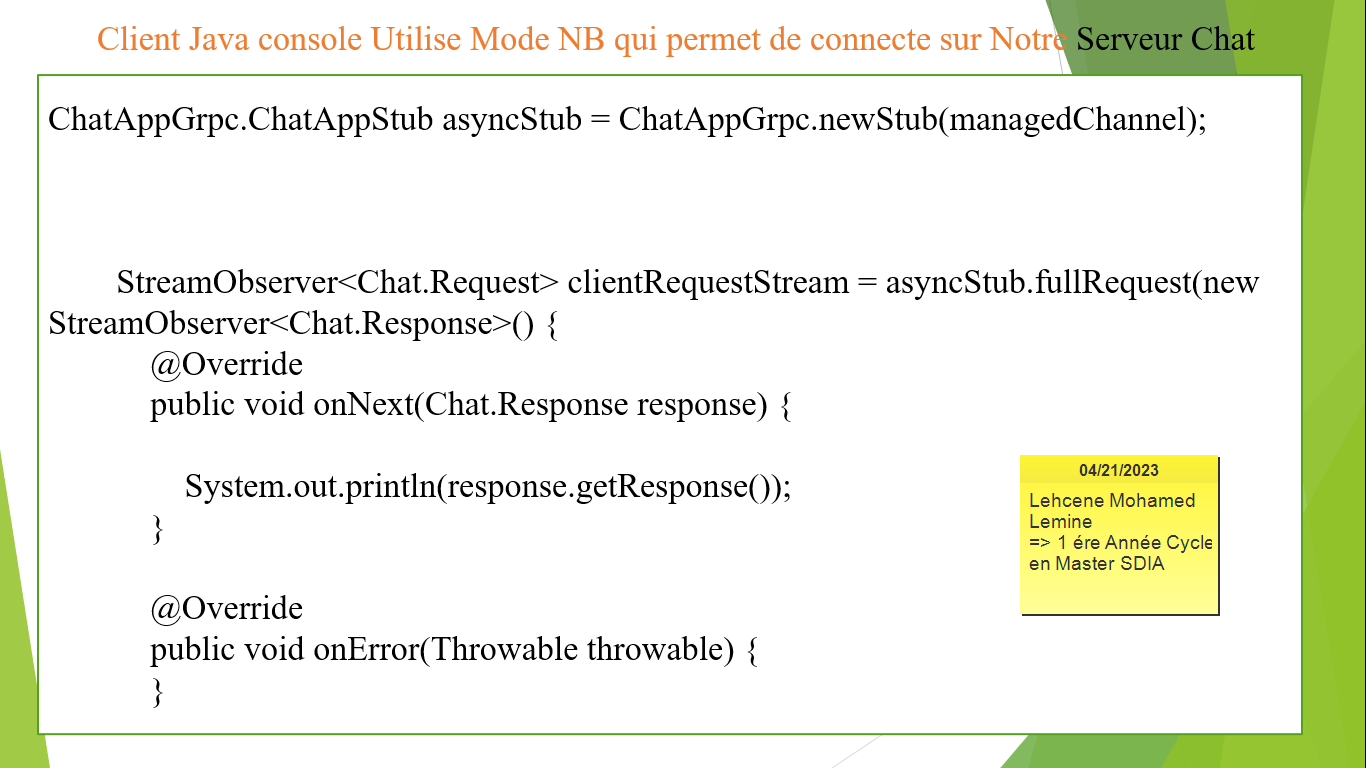 Client Java console Utilise Mode NB qui permet de connecte sur Notre Serveur Chat
ChatAppGrpc.ChatAppStub asyncStub = ChatAppGrpc.newStub(managedChannel);
StreamObserver<Chat.Request> clientRequestStream = asyncStub.fullRequest(new
StreamObserver<Chat.Response>() {
@Override
public void onNext(Chat.Response response) {
System.out.println(response.getResponse());
}
@Override
public void onError(Throwable throwable) {
}
04/21/2023
Lehcene Mohamed
Lemine
=> 1 ére Année Cycle
en Master SDIA